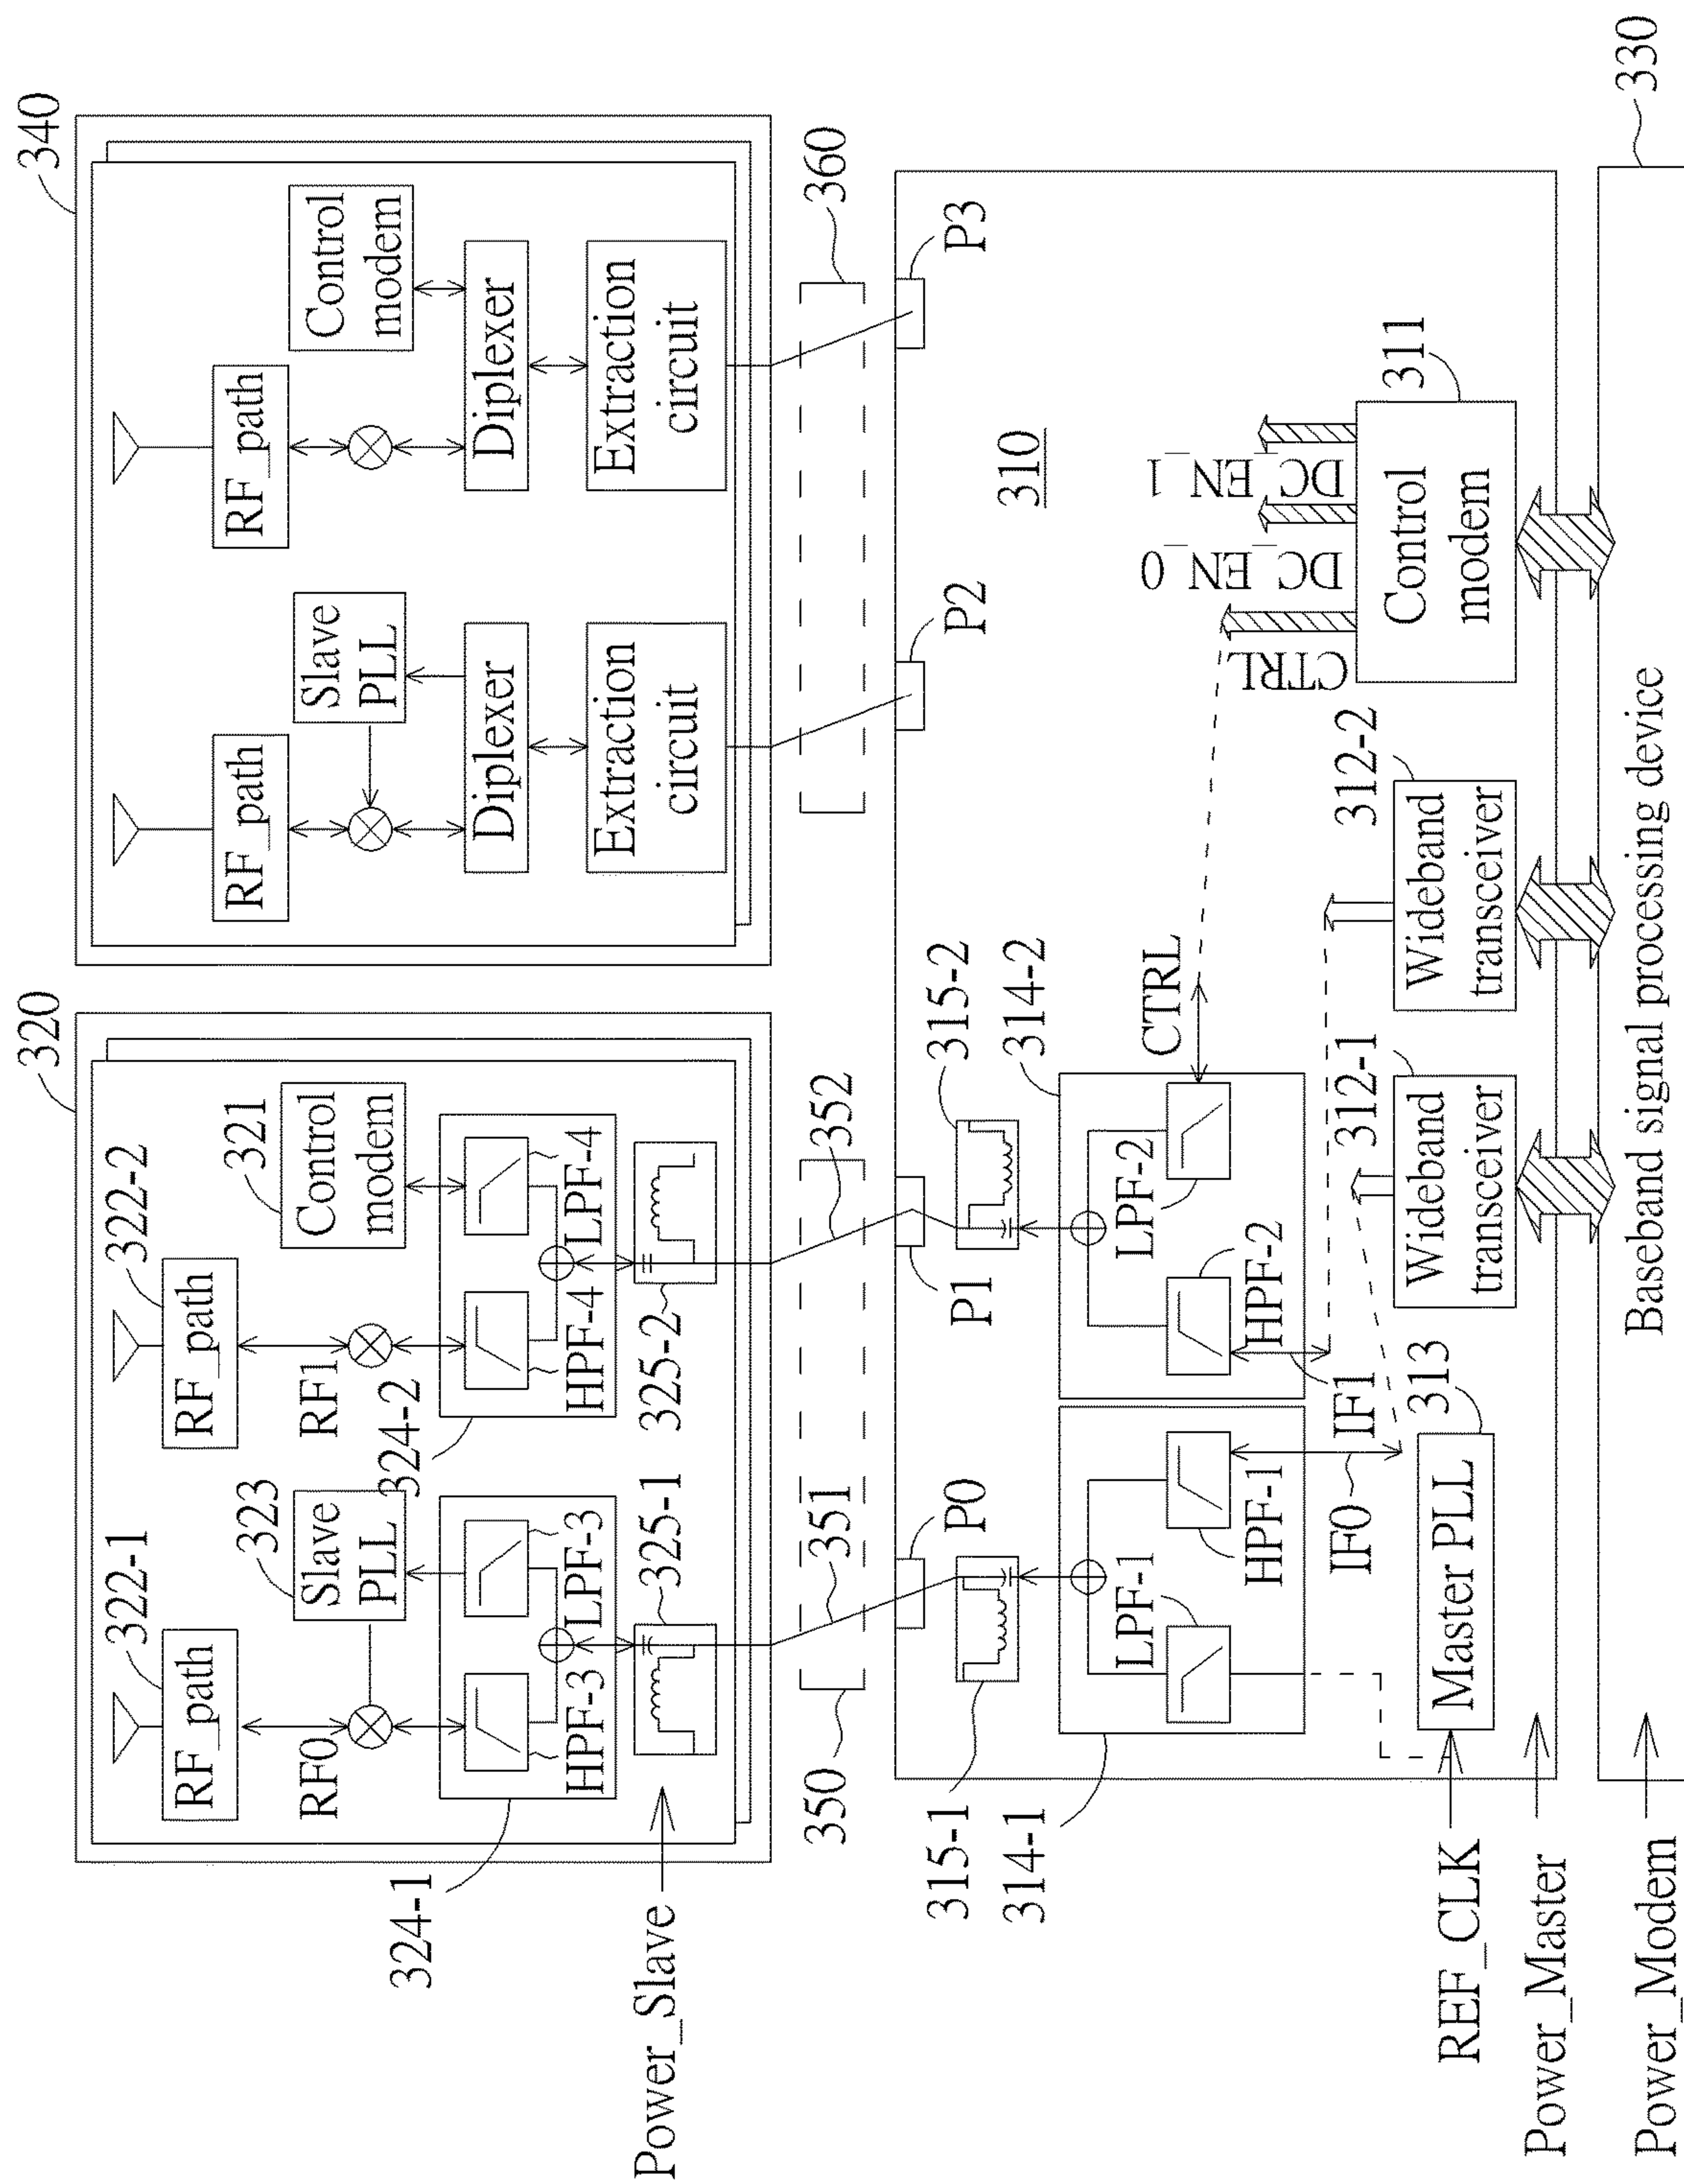 320
340
322-1
322-2
RF_path
RF_path
321
Control
modem
RF_path
RF_path
Control
modem
323
Slave
PLL
Slave
PLL
RF0
RF1
324-2
324-1
HPF-3
LPF-3
HPF-4
LPF-4
Diplexer
Diplexer
325-1
325-2
Extraction
circuit
Extraction
circuit
Power_Slave
350
351
352
360
P0
P1
P2
P3
315-1
315-2
310
314-1
314-2
LPF-1
HPF-1
HPF-2
LPF-2
CTRL
IF0
IF1
CTRL
DC_EN_0
DC_EN_1
313
312-1
312-2
311
REF_CLK
Master PLL
Wideband
transceiver
Wideband
transceiver
Control
modem
Power_Master
330
Power_Modem
Baseband signal processing device